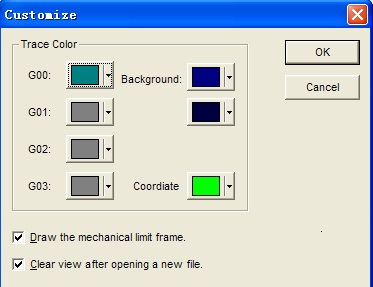 Customize
Trace Color
OK
G00:
Background:
Cancel
G01:
G02:
G03:
Coordiate
Draw the mechanical limit frame.
Clear view after opening a new file.